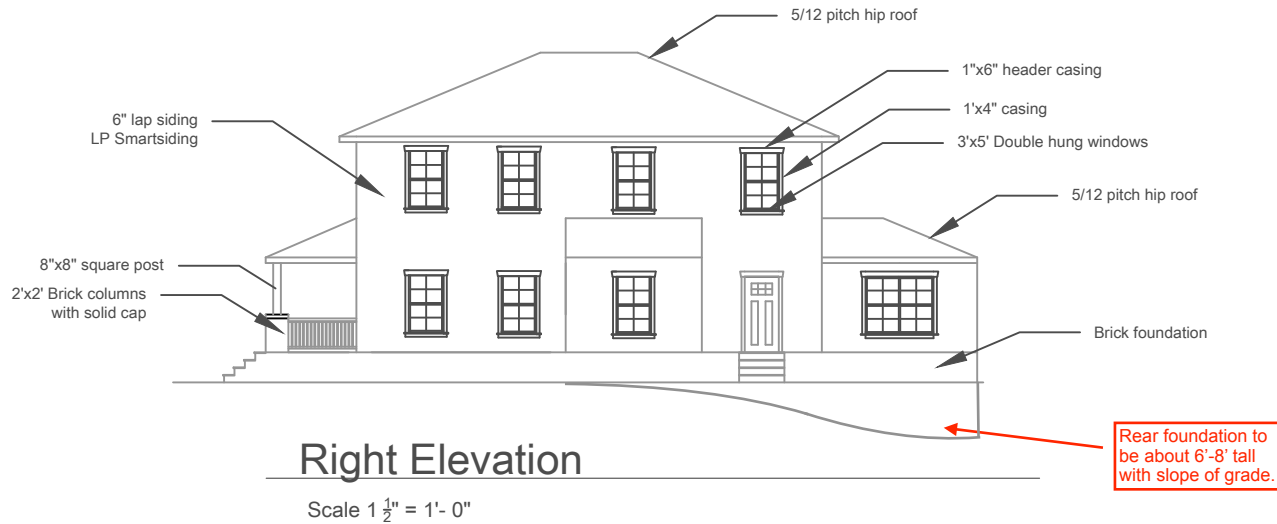 5/12 pitch hip roof
1"x6" header casing
6" lap siding
LP Smartsiding
1'x4" casing
3'x5' Double hung windows
5/12 pitch hip roof
8"x8" square post
2'x2' Brick columns
with solid cap
Brick foundation
Rear foundation to
be about 6'-8' tall
with slope of grade.
Right Elevation
Scale 1 1/2" = 1'- 0"